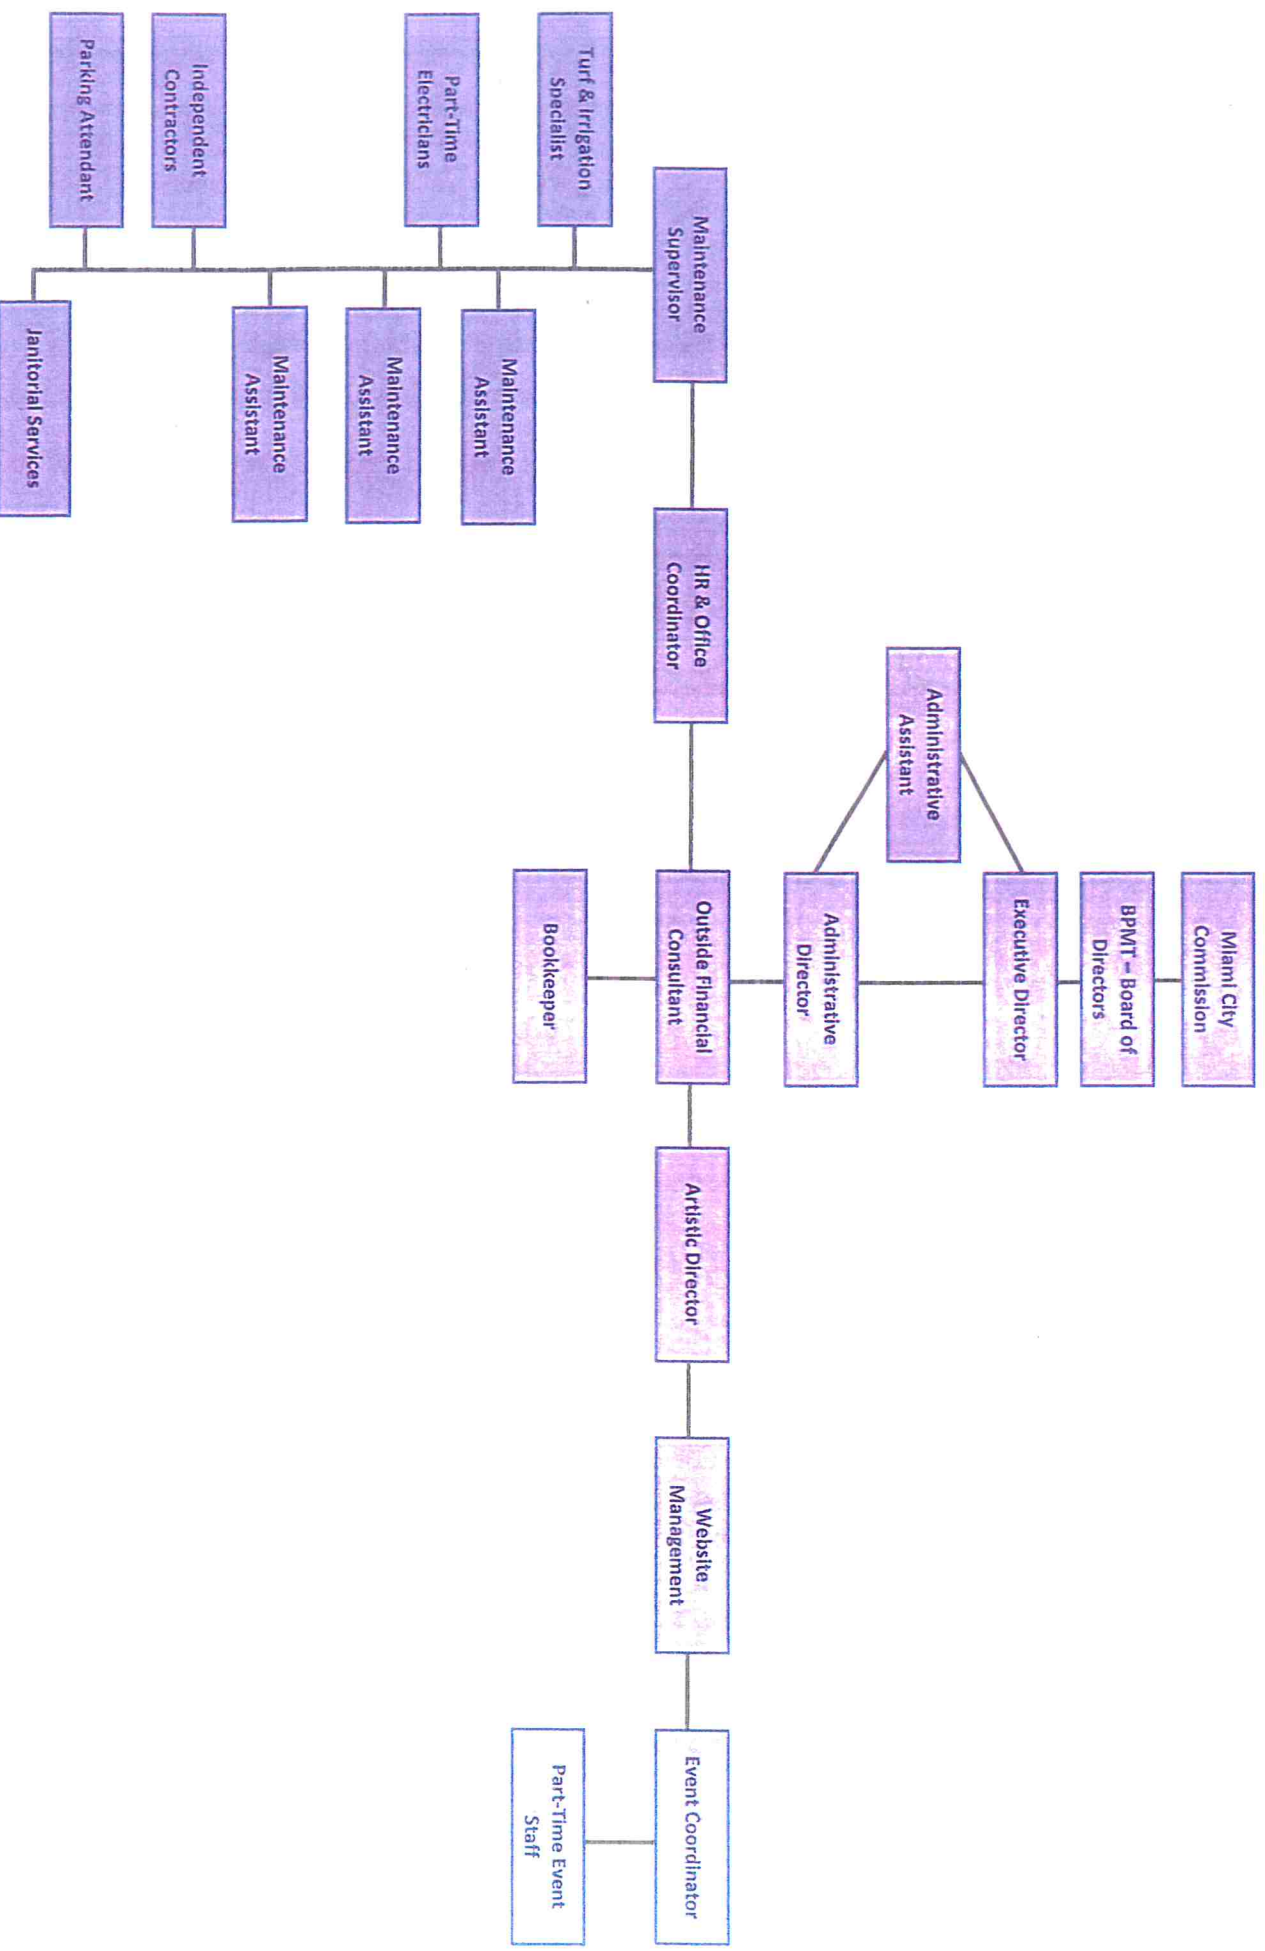 Miami City
Commission
BPMT – Board of
Directors
Executive Director
Administrative
Assistant
Administrative
Director
Maintenance
Supervisor
HR & Office
Coordinator
Outside Financial
Consultant
Artistic Director
Website
Management
Event Coordinator
Turf & Irrigation
Specialist
Maintenance
Assistant
Bookkeeper
Part-Time Event
Staff
Part-Time
Electricians
Maintenance
Assistant
Maintenance
Assistant
Independent
Contractors
Parking Attendant
Janitorial Services